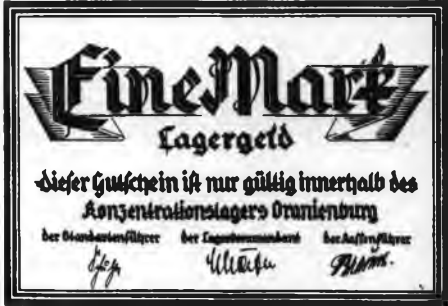 Eine Mark
Lagergeld
dieser Gutschein ist nur gültig innerhalb des
Konzentrationslagers Oranienburg
der Standartenführer der Lagerkommandant der Kassenführer